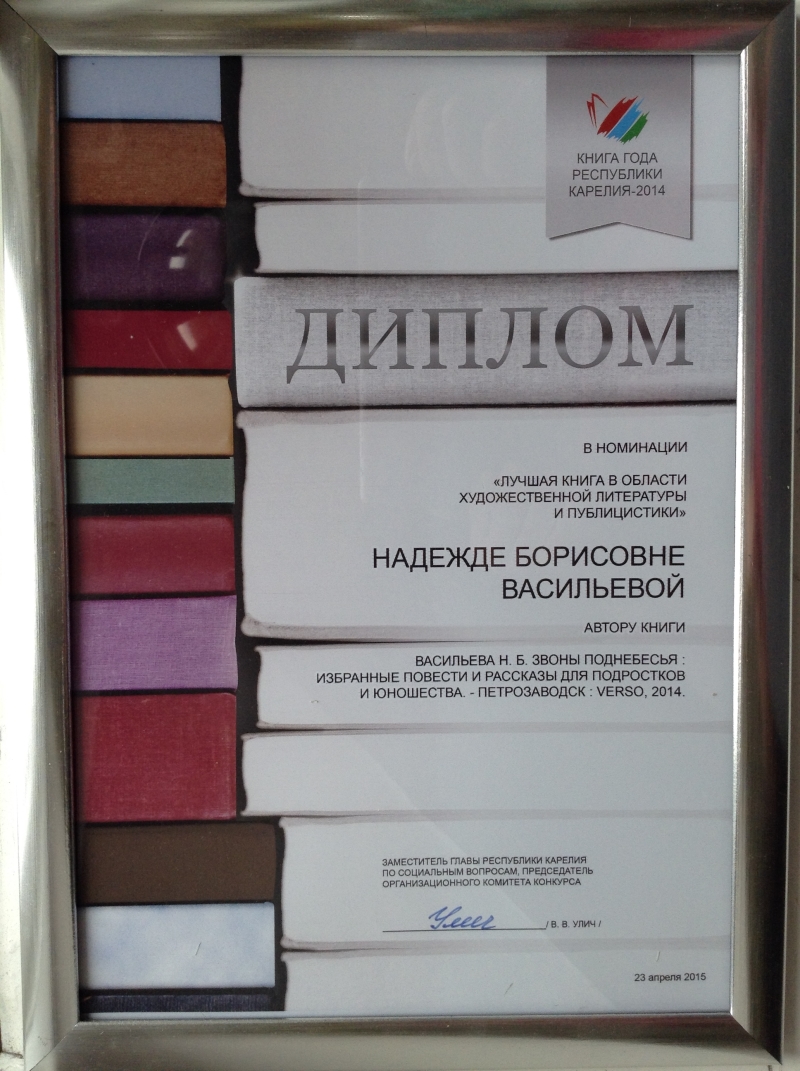 КНИГА ГОДА
РЕСПУБЛИКИ
КАРЕЛИЯ-2014
ДИПЛОМ
В НОМИНАЦИИ
«ЛУЧШАЯ КНИГА В ОБЛАСТИ
ХУДОЖЕСТВЕННОЙ ЛИТЕРАТУРЫ
И ПУБЛИЦИСТИКИ»
НАДЕЖДЕ БОРИСОВНЕ
ВАСИЛЬЕВОЙ
АВТОРУ КНИГИ
ВАСИЛЬЕВА Н. Б. ЗВОНЫ ПОДНЕБЕСЬЯ :
ИЗБРАННЫЕ ПОВЕСТИ И РАССКАЗЫ ДЛЯ ПОДРОСТКОВ
И ЮНОШЕСТВА. - ПЕТРОЗАВОДСК : VERSO, 2014.
ЗАМЕСТИТЕЛЬ ГЛАВЫ РЕСПУБЛИКИ КАРЕЛИЯ
ПО СОЦИАЛЬНЫМ ВОПРОСАМ, ПРЕДСЕДАТЕЛЬ
ОРГАНИЗАЦИОННОГО КОМИТЕТА КОНКУРСА
Улич / В. В. УЛИЧ /
23 апреля 2015